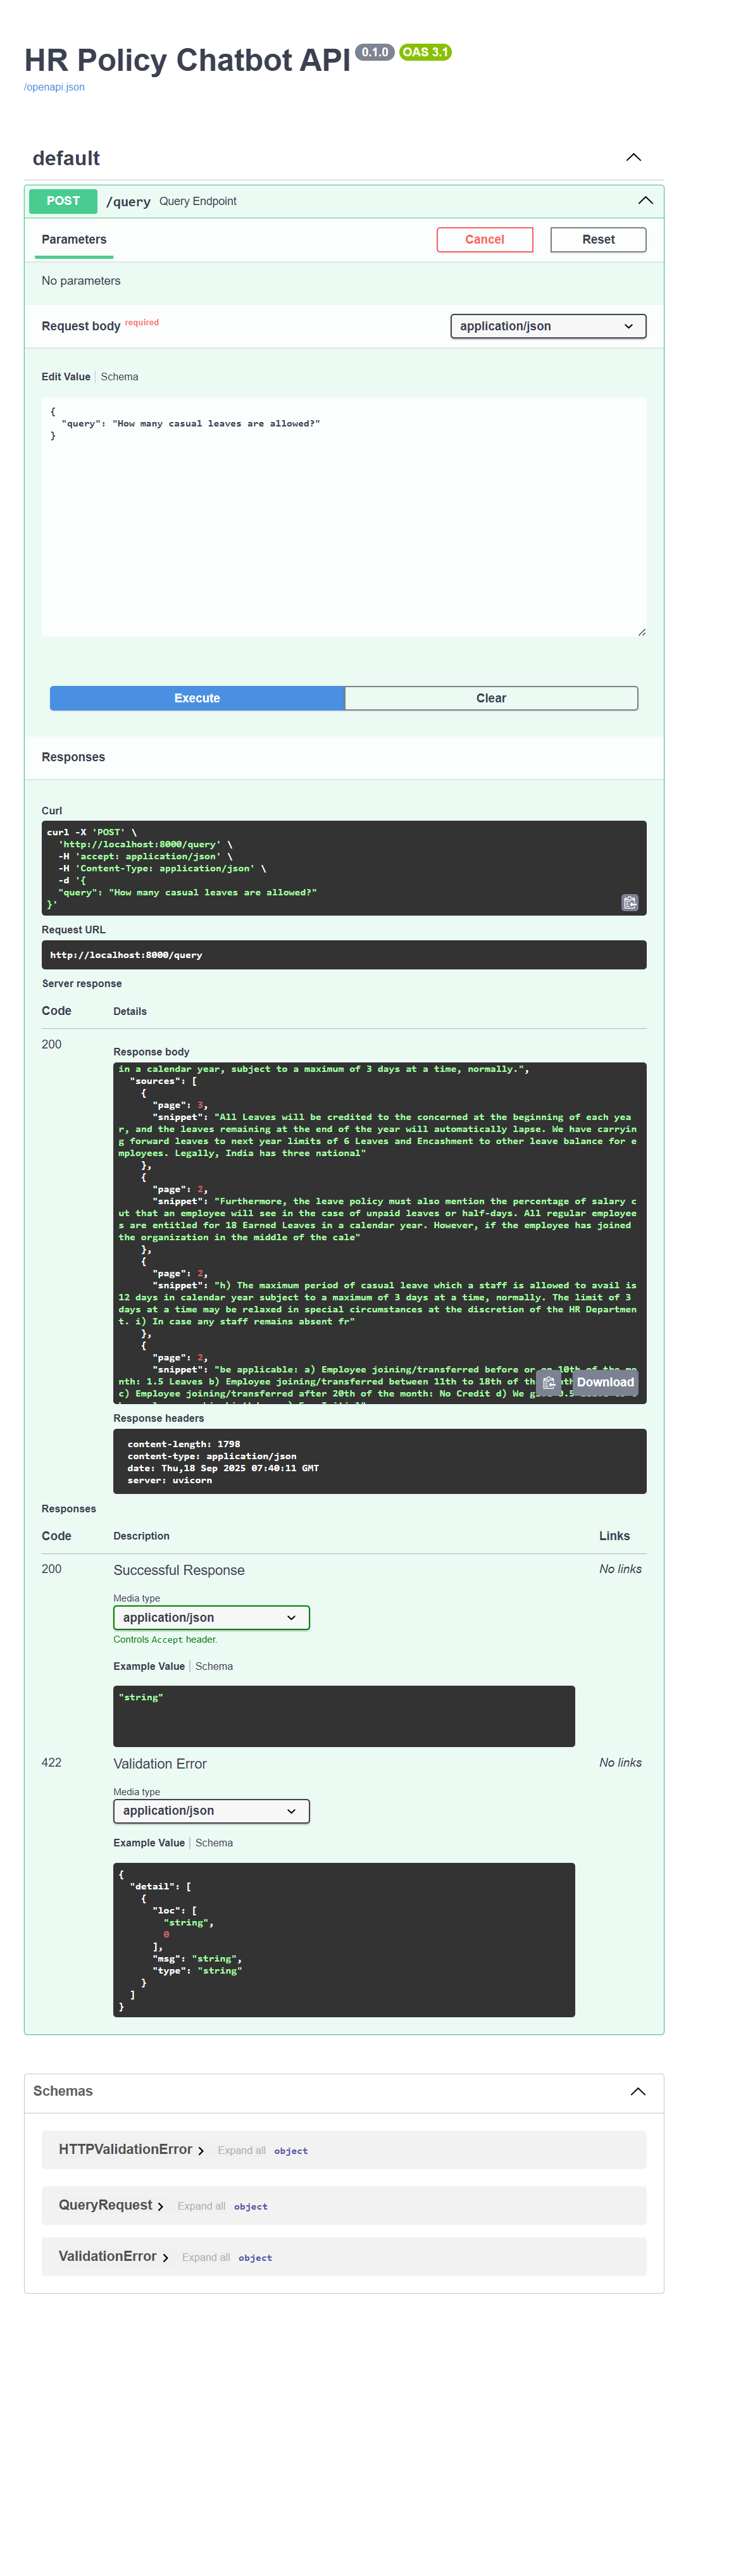 HR Policy Chatbot API 0.1.0 OAS 3.1
/openapi.json
default
POST /query Query Endpoint
Parameters Cancel Reset
No parameters
Request body required application/json
Edit Value Schema
{
"query": "How many casual leaves are allowed?"
}
Execute Clear
Responses
Curl
curl -X 'POST' \
'http://localhost:8000/query' \
-H 'accept: application/json' \
-H 'Content-Type: application/json' \
-d '{
"query": "How many casual leaves are allowed?"
}'
Request URL
http://localhost:8000/query
Server response
Code Details
200
Response body
in a calendar year, subject to a maximum of 3 days at a time, normally.",
"sources": [
{
"page": 3,
"snippet": "All Leaves will be credited to the concerned at the beginning of each yea
r, and the leaves remaining at the end of the year will automatically lapse. We have carryin
g forward leaves to next year limits of 6 Leaves and Encashment to other leave balance for e
mployees. Legally, India has three national"
},
{
"page": 2,
"snippet": "Furthermore, the leave policy must also mention the percentage of salary c
ut that an employee will see in the case of unpaid leaves or half-days. All regular employee
s are entitled for 18 Earned Leaves in a calendar year. However, if the employee has joined
the organization in the middle of the cale"
},
{
"page": 2,
"snippet": "h) The maximum period of casual leave which a staff is allowed to avail is
12 days in calendar year subject to a maximum of 3 days at a time, normally. The limit of 3
days at a time may be relaxed in special circumstances at the discretion of the HR Departmen
t. i) In case any staff remains absent fr"
},
{
"page": 2,
"snippet": "be applicable: a) Employee joining/transferred before or on 10th of the mo
nth: 1.5 Leaves b) Employee joining/transferred between 11th to 18th of th
c) Employee joining/transferred after 20th of the month: No Credit d) We
Download
Response headers
content-length: 1798
content-type: application/json
date: Thu,18 Sep 2025 07:40:11 GMT
server: uvicorn
Responses
Code Description Links
200 Successful Response No links
Media type
application/json
Controls Accept header.
Example Value Schema
"string"
422 Validation Error No links
Media type
application/json
Example Value Schema
{
"detail": [
{
"loc": [
"string",
0
],
"msg": "string",
"type": "string"
}
]
}
Schemas
HTTPValidationError Expand all object
QueryRequest Expand all object
ValidationError Expand all object